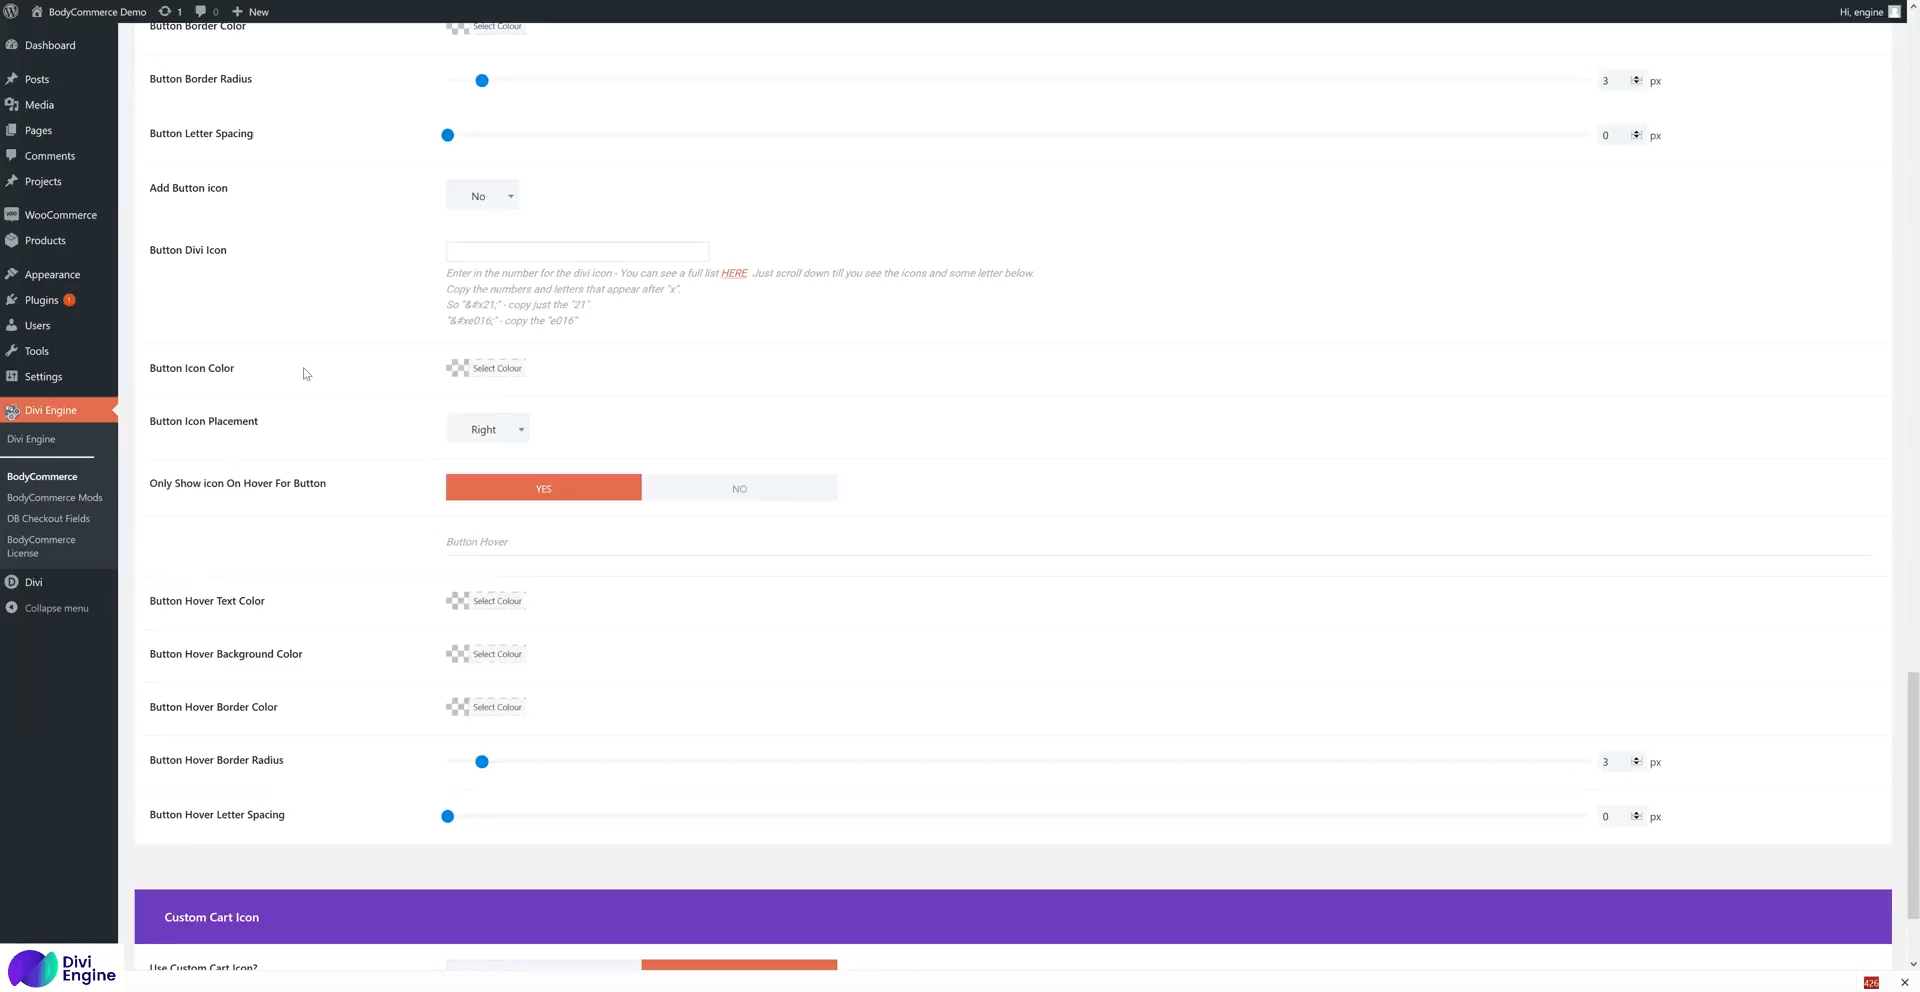 BodyCommerce Demo 1 0 New
Hi, engine
Dashboard
Posts
Media
Pages
Comments
Projects
WooCommerce
Products
Appearance
Plugins 1
Users
Tools
Settings
Divi Engine
Divi Engine
BodyCommerce
BodyCommerce Mods
DB Checkout Fields
BodyCommerce
License
Divi
Collapse menu
Divi
Engine
Button Border Color Select Colour
Button Border Radius 3 px
Button Letter Spacing 0 px
Add Button icon No
Button Divi Icon
Enter in the number for the divi icon - You can see a full list HERE. Just scroll down till you see the icons and some letter below.
Copy the numbers and letters that appear after "x".
So "&#x21;" - copy just the "21".
"&#xe016;" - copy the "e016"
Button Icon Color Select Colour
Button Icon Placement Right
Only Show icon On Hover For Button YES NO
Button Hover
Button Hover Text Color Select Colour
Button Hover Background Color Select Colour
Button Hover Border Color Select Colour
Button Hover Border Radius 3 px
Button Hover Letter Spacing 0 px
Custom Cart Icon
Use Custom Cart Icon?
426